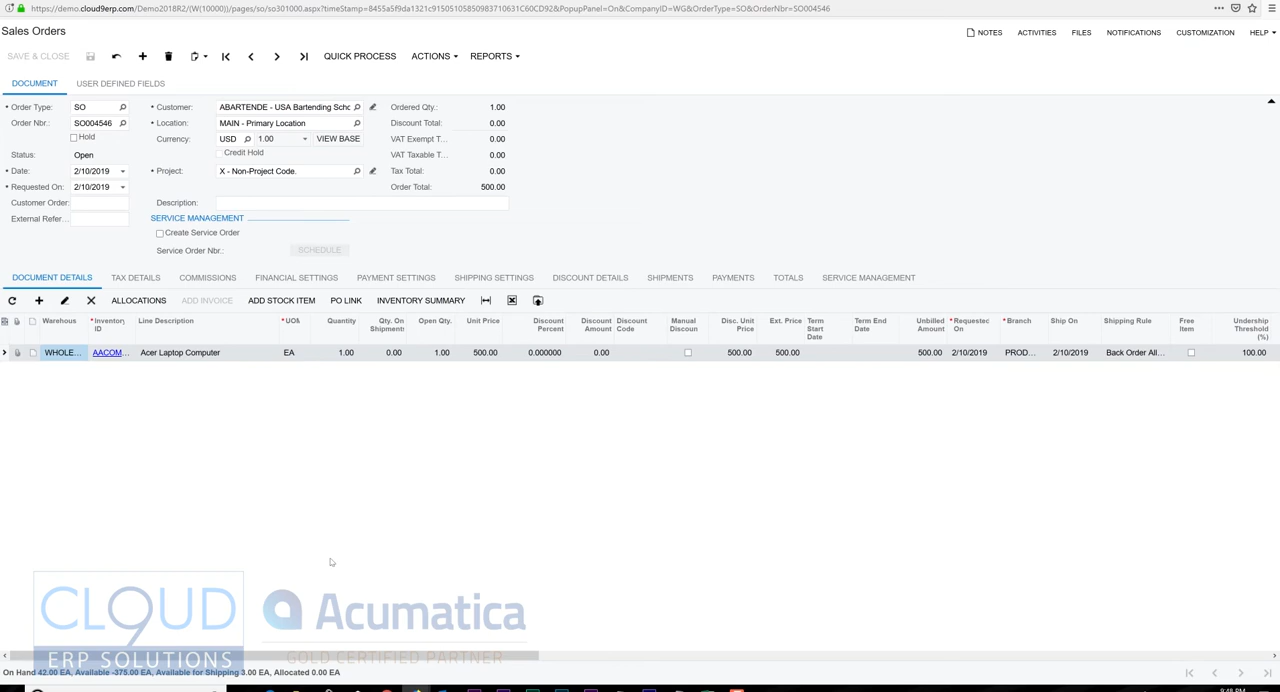 https://demo.cloud9erp.com/Demo2018R2/(W(10000))/pages/so/so301000.aspx?timeStamp=8455a5f9da1321c91505105850983710631C60CD92&PopupPanel=On&CompanyID=WG&OrderType=SO&OrderNbr=SO004546
Sales Orders
NOTES ACTIVITIES FILES NOTIFICATIONS CUSTOMIZATION HELP
SAVE & CLOSE QUICK PROCESS ACTIONS REPORTS
DOCUMENT USER DEFINED FIELDS
* Order Type: SO * Customer: ABARTENDE - USA Bartending Scho Ordered Qty.: 1.00
Order Nbr.: SO004546 * Location: MAIN - Primary Location Discount Total: 0.00
Hold Currency: USD 1.00 VIEW BASE VAT Exempt T... 0.00
Status: Open Credit Hold VAT Taxable T... 0.00
* Date: 2/10/2019 * Project: X - Non-Project Code. Tax Total: 0.00
* Requested On: 2/10/2019 Order Total: 500.00
Customer Order: Description:
External Refer... SERVICE MANAGEMENT
Create Service Order
Service Order Nbr.: SCHEDULE
DOCUMENT DETAILS TAX DETAILS COMMISSIONS FINANCIAL SETTINGS PAYMENT SETTINGS SHIPPING SETTINGS DISCOUNT DETAILS SHIPMENTS PAYMENTS TOTALS SERVICE MANAGEMENT
ALLOCATIONS ADD INVOICE ADD STOCK ITEM PO LINK INVENTORY SUMMARY
Warehous *Inventory ID Line Description *UOM Quantity Qty. On Shipments Open Qty. Unit Price Discount Percent Discount Amount Discount Code Manual Discoun Disc. Unit Price Ext. Price Term Start Date Term End Date Unbilled Amount *Requestec On *Branch Ship On Shipping Rule Free Item Undership Threshold (%)
WHOLE... AACOM... Acer Laptop Computer EA 1.00 0.00 1.00 500.00 0.000000 0.00 500.00 500.00 500.00 2/10/2019 PROD... 2/10/2019 Back Order All... 100.00
CLOUD 9 ERP SOLUTIONS
Acumatica
GOLD CERTIFIED PARTNER
On Hand 42.00 EA, Available -375.00 EA, Available for Shipping 3.00 EA, Allocated 0.00 EA
9:48 PM